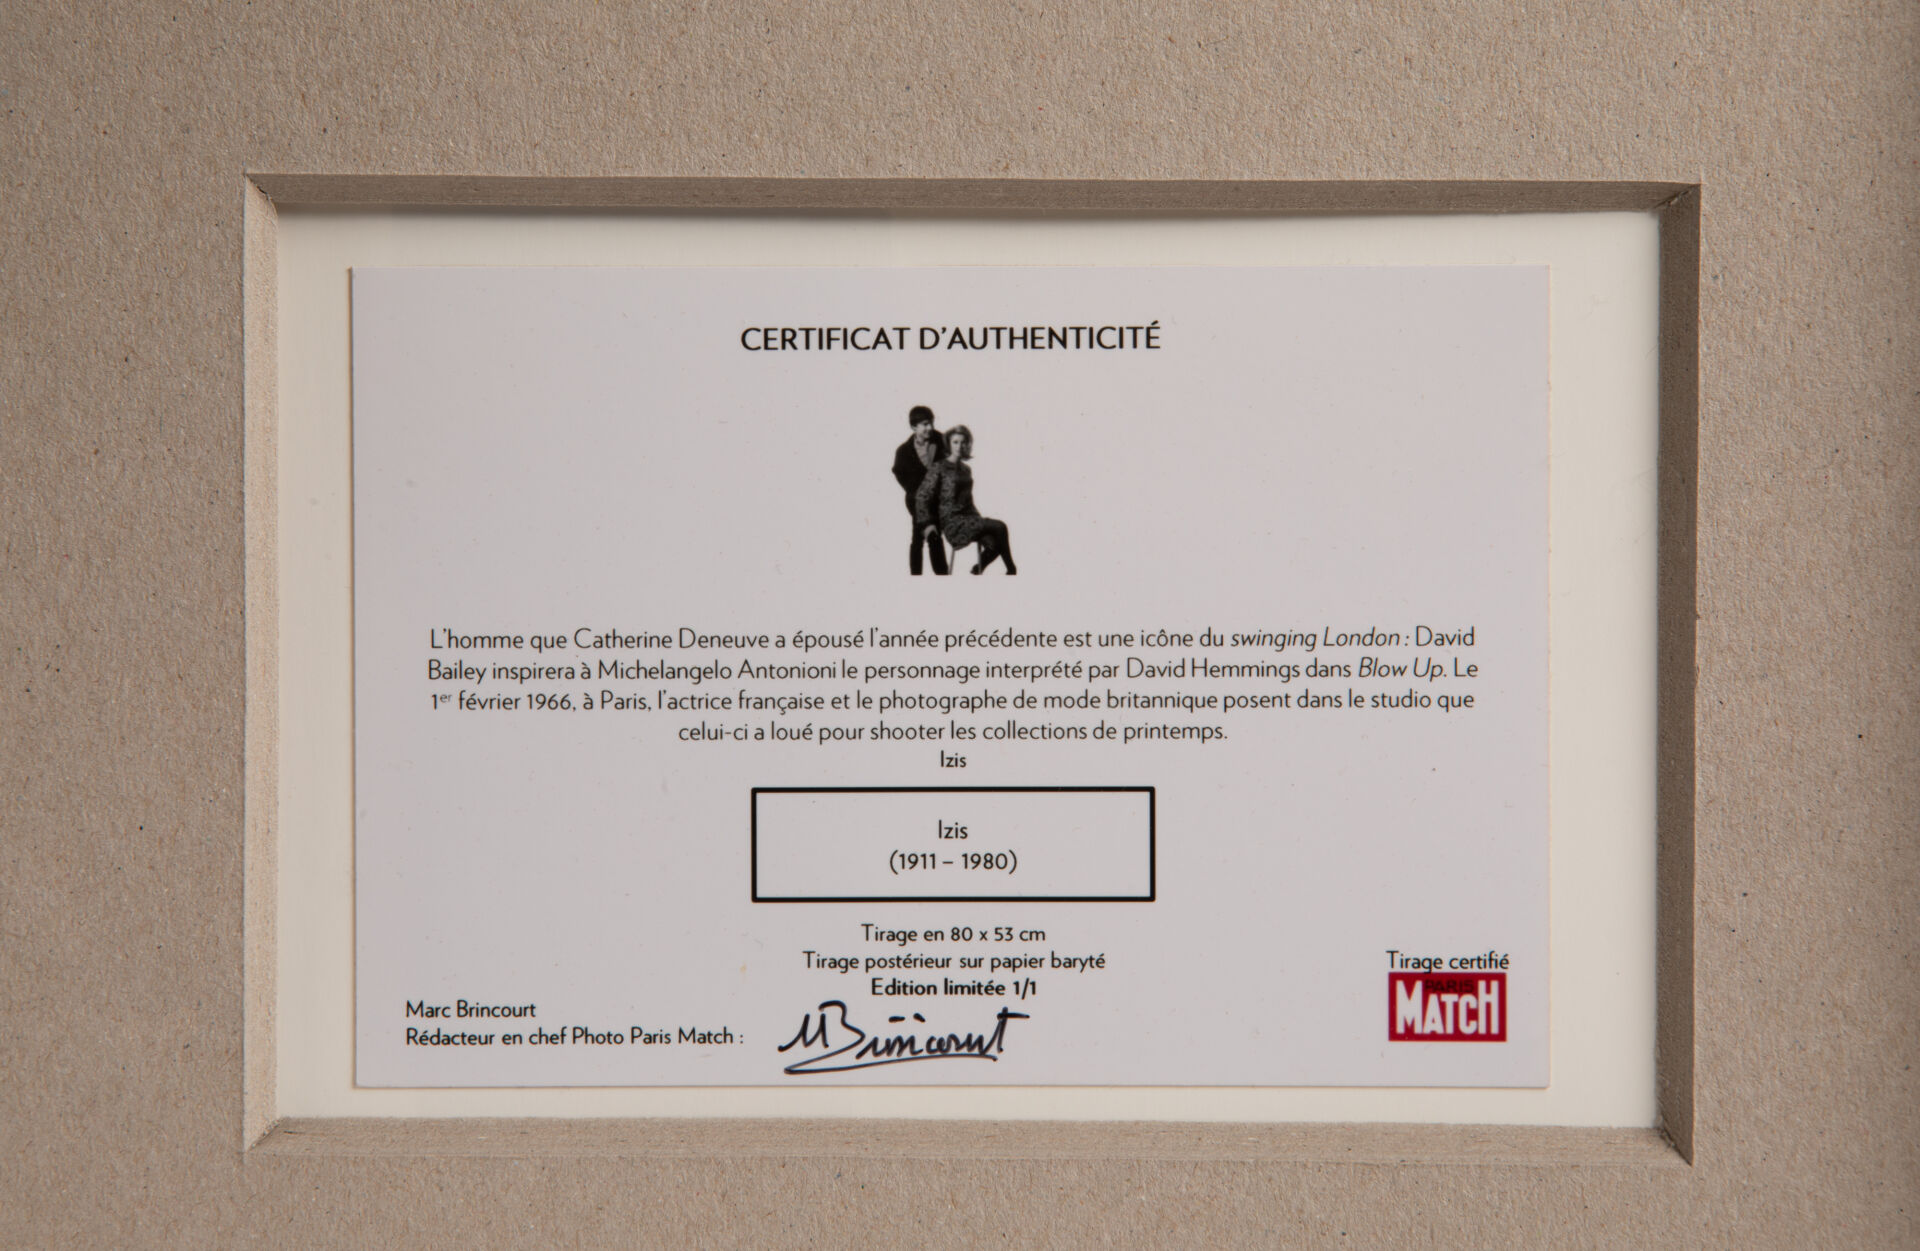 CERTIFICAT D'AUTHENTICITÉ
L'homme que Catherine Deneuve a épousé l'année précédente est une icône du swinging London : David
Bailey inspirera à Michelangelo Antonioni le personnage interprété par David Hemmings dans Blow Up. Le
1er février 1966, à Paris, l'actrice française et le photographe de mode britannique posent dans le studio que
celui-ci a loué pour shooter les collections de printemps.
Izis
Izis
(1911 – 1980)
Tirage en 80 x 53 cm
Tirage postérieur sur papier baryté
Edition limitée 1/1
Marc Brincourt
Rédacteur en chef Photo Paris Match :
MBrincourt
Tirage certifié
PARIS
MATCH